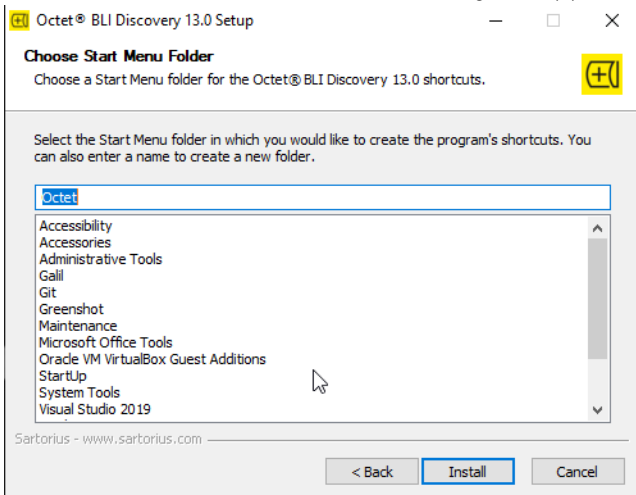 Octet® BLI Discovery 13.0 Setup
Choose Start Menu Folder
Choose a Start Menu folder for the Octet® BLI Discovery 13.0 shortcuts.
Select the Start Menu folder in which you would like to create the program's shortcuts. You
can also enter a name to create a new folder.
Octet
Accessibility
Accessories
Administrative Tools
Galil
Git
Greenshot
Maintenance
Microsoft Office Tools
Oracle VM VirtualBox Guest Additions
StartUp
System Tools
Visual Studio 2019
Sartorius - www.sartorius.com
< Back
Install
Cancel